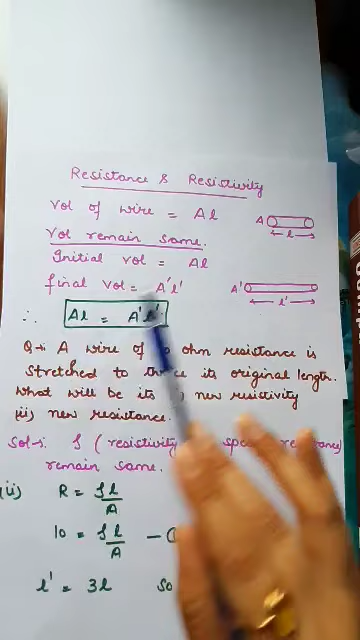 Resistance & Resistivity
Vol of wire = Al
A
l
Vol remain same.
Initial vol = Al
final vol = A'l'
A'
l'
∴ Al = A'l'
Q→ A wire of ohm resistance is
stretched to its original length.
What will be its new resistivity
(ii) new resistance.
Sol→ ρ (resistivity
remain same.
ii) R = ρl/A
10 = ρl/A
l' = 3l so